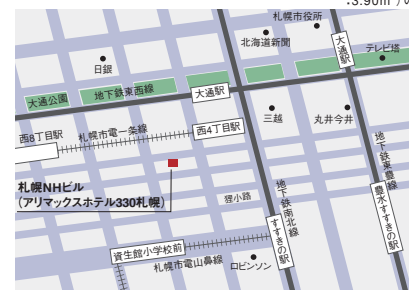 3.90m
札幌市役所
北海道新聞
大通駅
テレビ塔
日銀
大通公園
地下鉄東西線
大通駅
三越
丸井今井
西8丁目駅
札幌市電一条線
西4丁目駅
地下鉄東豊線
札幌NHビル
(アリマックスホテル330札幌)
狸小路
地下鉄南北線
すすきの駅
豊水すすきの駅
資生館小学校前
札幌市電山鼻線
ロビンソン